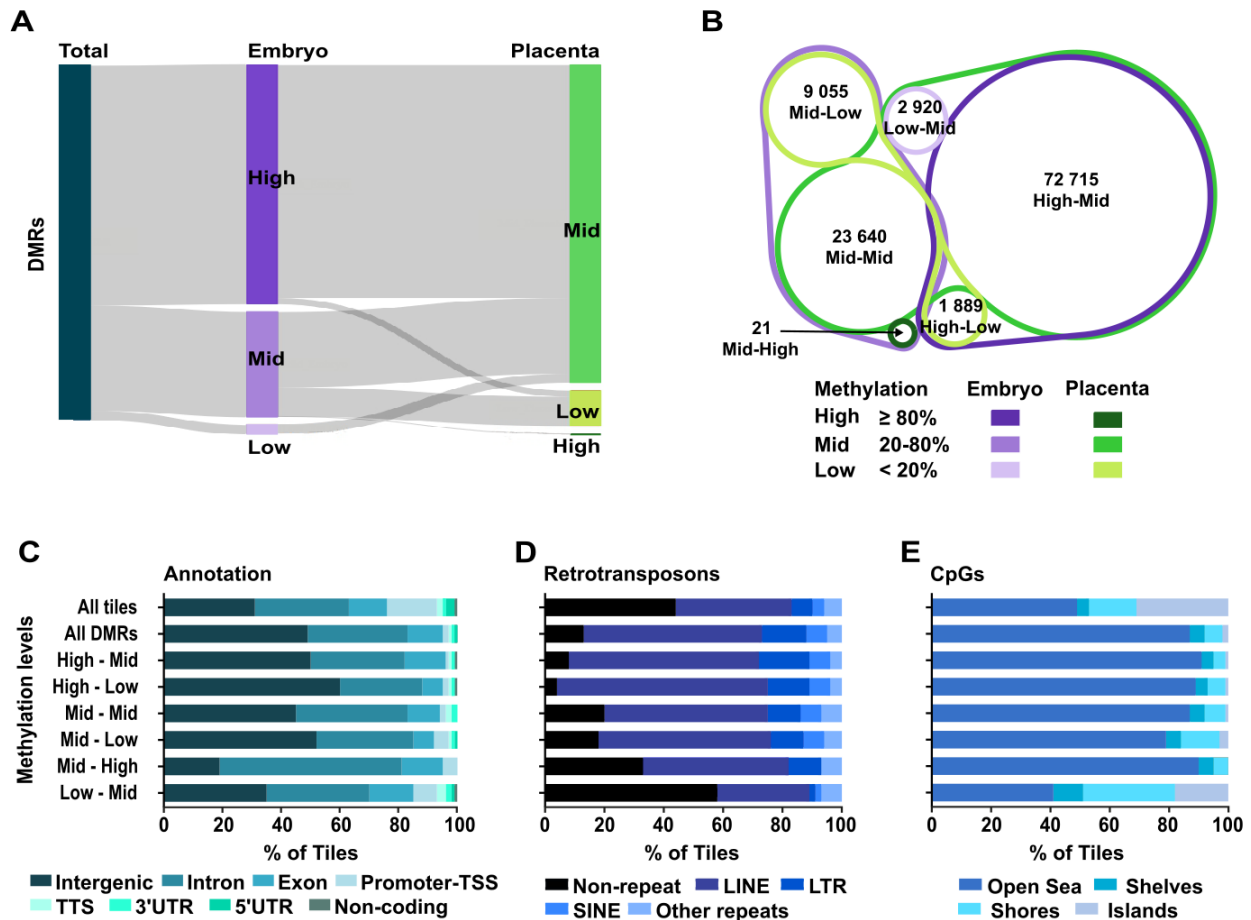 A
Total
Embryo
Placenta
DMRs
High
Mid
Low
Mid
Low
High
B
9 055
Mid-Low
2 920
Low-Mid
72 715
High-Mid
23 640
Mid-Mid
1 889
High-Low
21
Mid-High
Methylation Embryo Placenta
High ≥ 80%
Mid 20-80%
Low < 20%
C
Annotation
Methylation levels
All tiles
All DMRs
High - Mid
High - Low
Mid - Mid
Mid - Low
Mid - High
Low - Mid
0 20 40 60 80 100
% of Tiles
Intergenic Intron Exon Promoter-TSS
TTS 3'UTR 5'UTR Non-coding
D
Retrotransposons
0 20 40 60 80 100
% of Tiles
Non-repeat LINE LTR
SINE Other repeats
E
CpGs
0 20 40 60 80 100
% of Tiles
Open Sea Shelves
Shores Islands